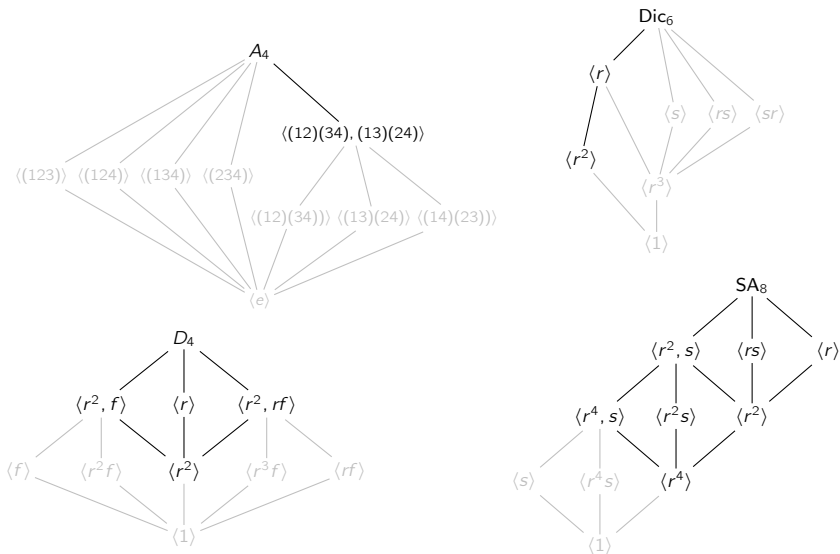 A₄
⟨(12)(34), (13)(24)⟩
⟨(123)⟩ ⟨(124)⟩ ⟨(134)⟩ ⟨(234)⟩
⟨(12)(34))⟩ ⟨(13)(24)⟩ ⟨(14)(23))⟩
⟨e⟩
Dic₆
⟨r⟩
⟨s⟩ ⟨rs⟩ ⟨sr⟩
⟨r²⟩
⟨r³⟩
⟨1⟩
D₄
⟨r², f⟩ ⟨r⟩ ⟨r², rf⟩
⟨f⟩ ⟨r²f⟩ ⟨r²⟩ ⟨r³f⟩ ⟨rf⟩
⟨1⟩
SA₈
⟨r², s⟩ ⟨rs⟩ ⟨r⟩
⟨r⁴, s⟩ ⟨r²s⟩ ⟨r²⟩
⟨s⟩ ⟨r⁴s⟩ ⟨r⁴⟩
⟨1⟩